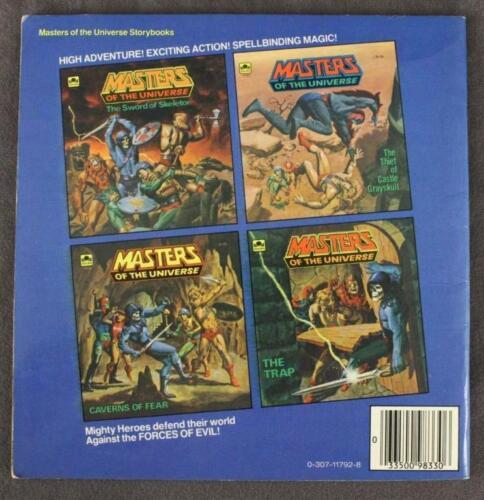 Masters of the Universe Storybooks
HIGH ADVENTURE! EXCITING ACTION! SPELLBINDING MAGIC!
MASTERS
OF THE UNIVERSE
The Sword of Skeletor
MASTERS
OF THE UNIVERSE
The
Thief of
Castle
Grayskull
MASTERS
OF THE UNIVERSE
CAVERNS OF FEAR
MASTERS
OF THE UNIVERSE
THE
TRAP
Mighty Heroes defend their world
Against the FORCES OF EVIL!
0-307-11792-8
0
33500 98330